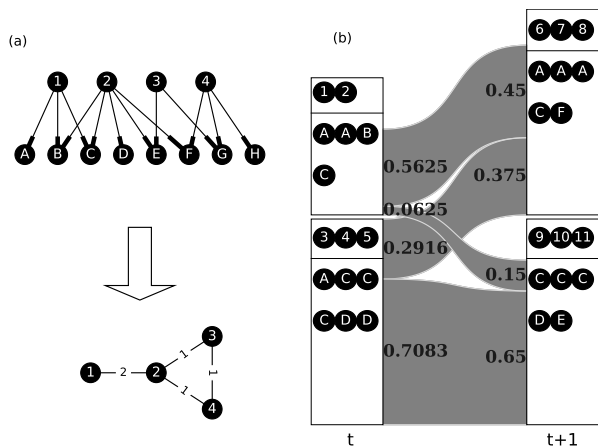 (a)
1 2 3 4
A B C D E F G H
3
1
1 2 2 1
1
4
(b)
6 7 8
A A A
C F
1 2
A A B
C
0.45
0.5625
0.375
0.0625
3 4 5
9 10 11
0.2916
A C C
0.15
C C C
C D D
D E
0.7083
0.65
t
t+1